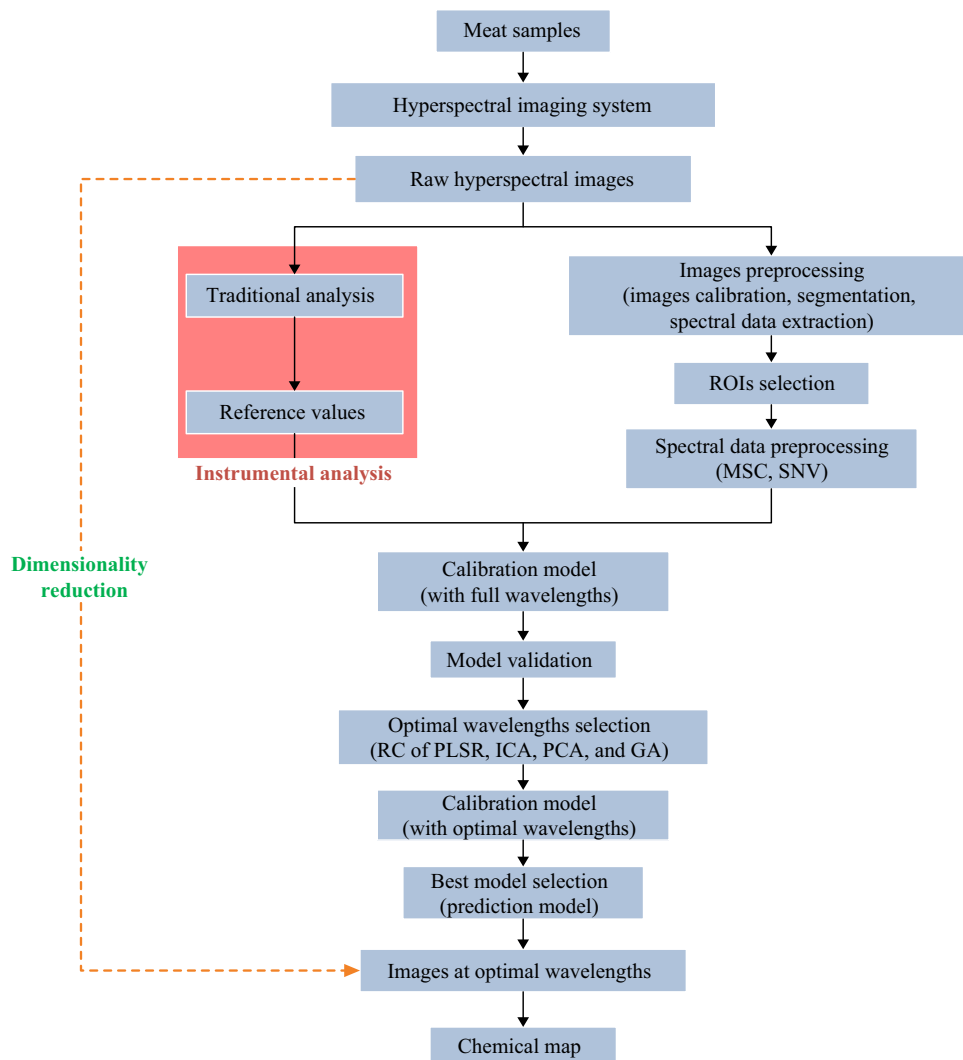 Meat samples
Hyperspectral imaging system
Raw hyperspectral images
Traditional analysis
Reference values
Instrumental analysis
Images preprocessing
(images calibration, segmentation,
spectral data extraction)
ROIs selection
Spectral data preprocessing
(MSC, SNV)
Dimensionality
reduction
Calibration model
(with full wavelengths)
Model validation
Optimal wavelengths selection
(RC of PLSR, ICA, PCA, and GA)
Calibration model
(with optimal wavelengths)
Best model selection
(prediction model)
Images at optimal wavelengths
Chemical map